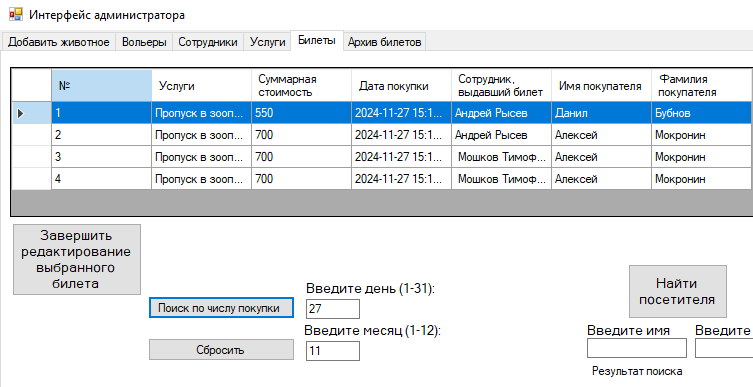 Интерфейс администратора
Добавить животное Вольеры Сотрудники Услуги Билеты Архив билетов
№ Услуги Суммарная стоимость Дата покупки Сотрудник, выдавший билет Имя покупателя Фамилия покупателя
1 Пропуск в зооп... 550 2024-11-27 15:1... Андрей Рысев Данил Бубнов
2 Пропуск в зооп... 700 2024-11-27 15:1... Андрей Рысев Алексей Мокронин
3 Пропуск в зооп... 700 2024-11-27 15:1... Мошков Тимоф... Алексей Мокронин
4 Пропуск в зооп... 700 2024-11-27 15:1... Мошков Тимоф... Алексей Мокронин
Завершить
редактирование
выбранного
билета
Введите день (1-31):
Поиск по числу покупки 27
Введите месяц (1-12):
Сбросить 11
Найти
посетителя
Введите имя Введите
Результат поиска